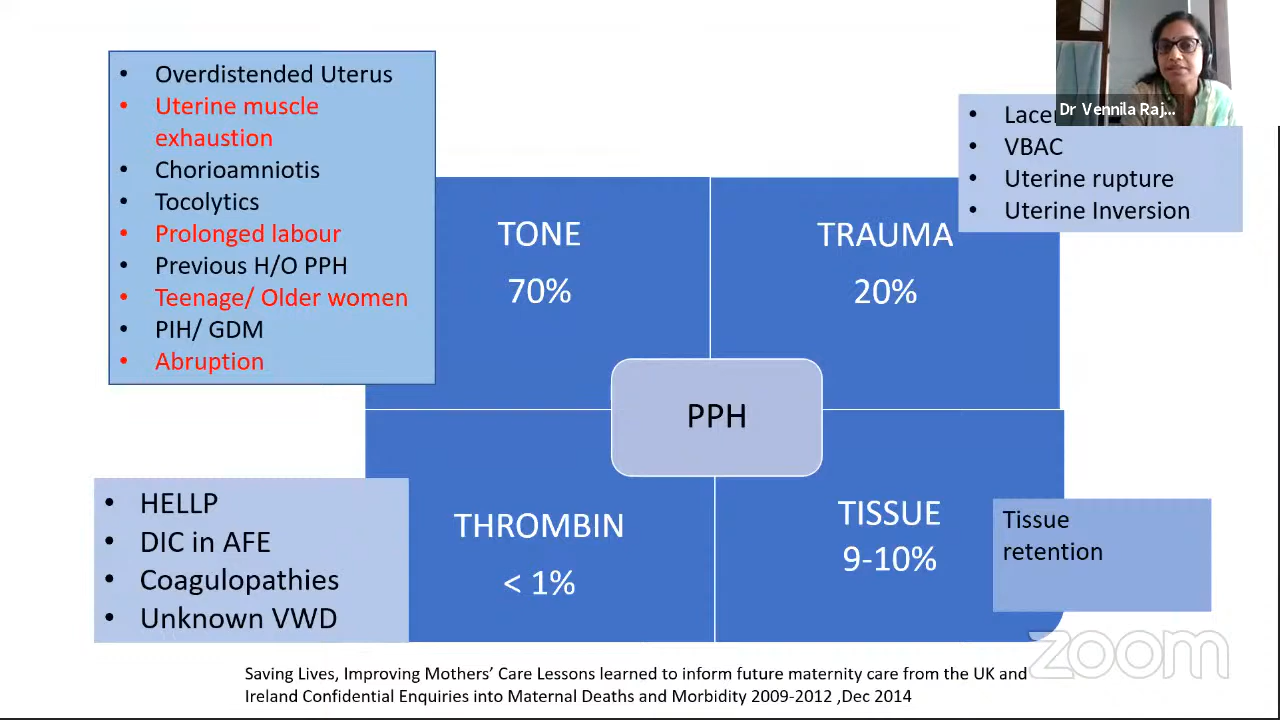 • Overdistended Uterus
• Uterine muscle
exhaustion
• Chorioamniotis
• Tocolytics
• Prolonged labour
• Previous H/O PPH
• Teenage/ Older women
• PIH/ GDM
• Abruption
TONE
70%
TRAUMA
20%
Dr Vennila Raj...
•
• VBAC
• Uterine rupture
• Uterine Inversion
PPH
• HELLP
• DIC in AFE
• Coagulopathies
• Unknown VWD
THROMBIN
< 1%
TISSUE
9-10%
Tissue
retention
zoom
Saving Lives, Improving Mothers’ Care Lessons learned to inform future maternity care from the UK and
Ireland Confidential Enquiries into Maternal Deaths and Morbidity 2009-2012 ,Dec 2014